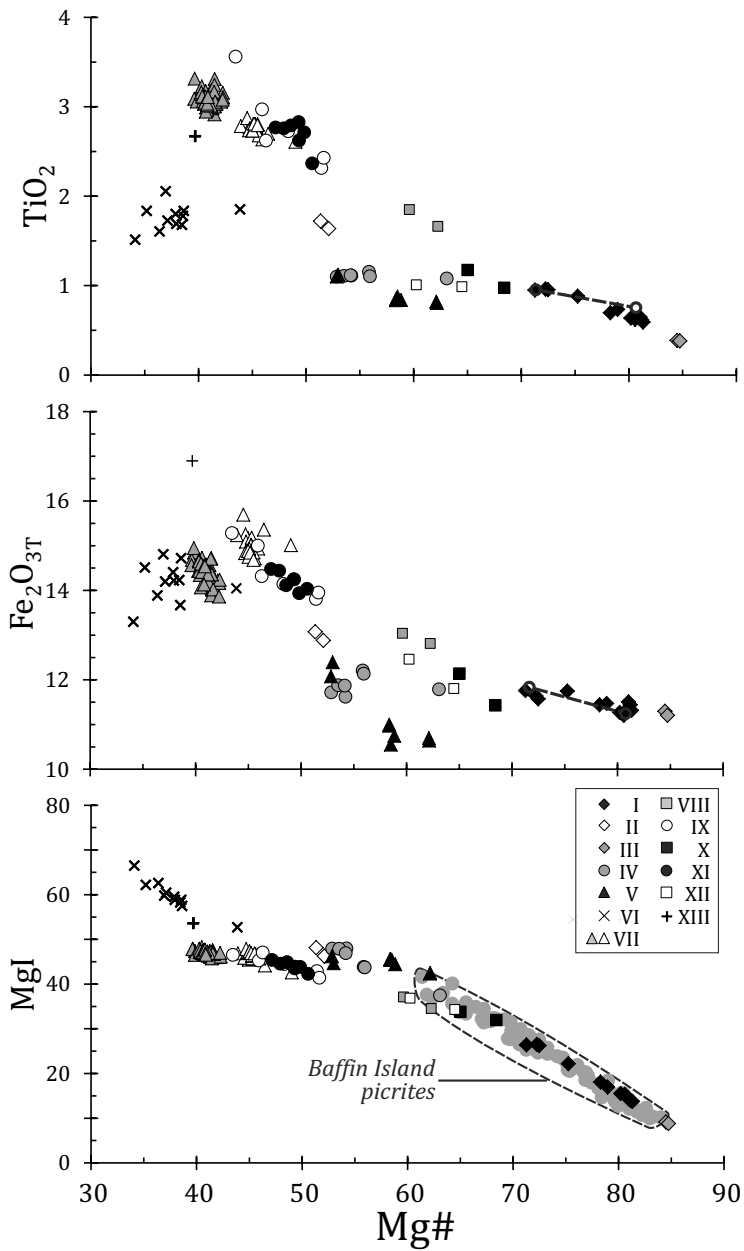 4
3
2
1
0
TiO2
18
16
14
12
10
Fe2O3T
80
60
40
20
0
MgI
I
II
III
IV
V
VI
VII
VIII
IX
X
XI
XII
XIII
Baffin Island
picrites
30 40 50 60 70 80 90
Mg#